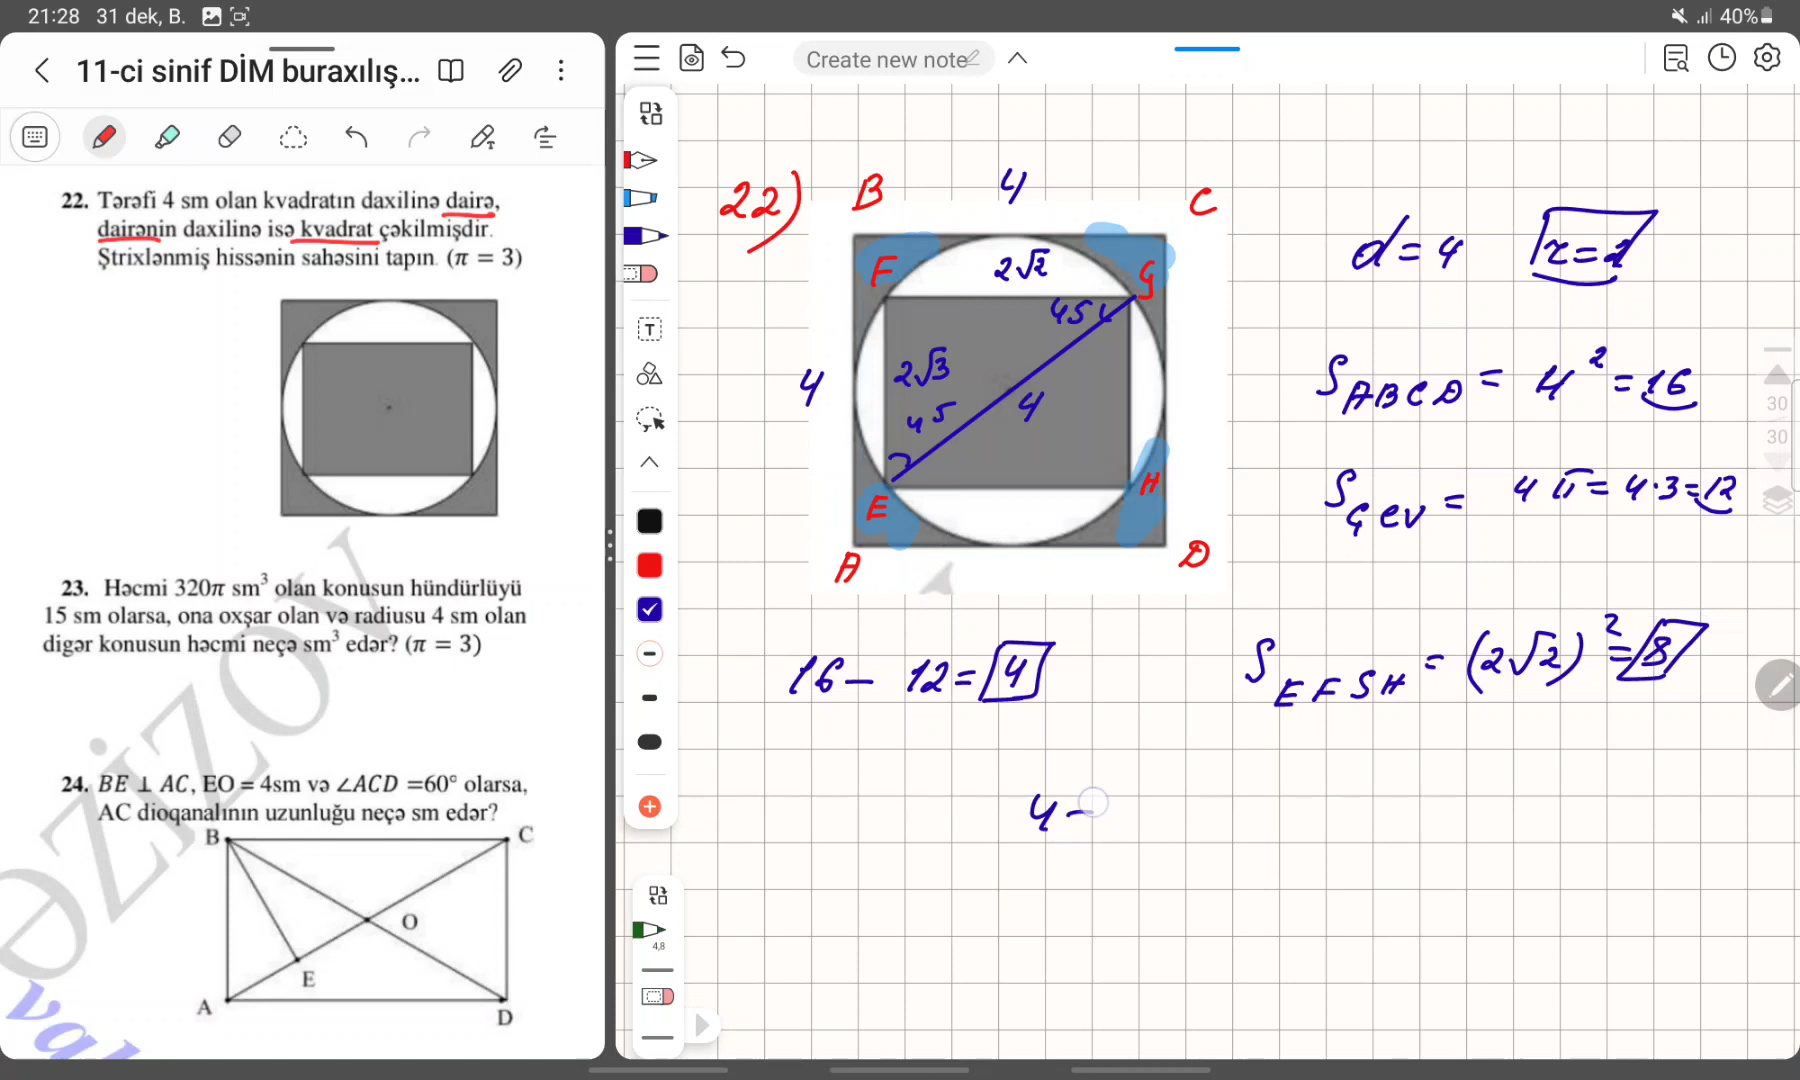 21:28 31 dek, B.
40%
11-ci sinif DİM buraxılış...
22. Tərəfi 4 sm olan kvadratın daxilinə dairə,
dairənin daxilinə isə kvadrat çəkilmişdir.
Ştrixlənmiş hissənin sahəsini tapın. (π = 3)
23. Həcmi 320π sm³ olan konusun hündürlüyü
15 sm olarsa, ona oxşar olan və radiusu 4 sm olan
digər konusun həcmi neçə sm³ edər? (π = 3)
24. BE ⊥ AC, EO = 4sm və ∠ACD =60° olarsa,
AC dioqanalının uzunluğu neçə sm edər?
B C
O
E
A D
ƏZİZOV
Create new note
T
4,8
30
30
22) B 4 C
F 2√2 G
45
2√3
4 45 4
E H
A D
d = 4 r = 2
S ABCD = 4² = 16
S çev = 4π = 4·3 = 12
S EFSH = (2√2)² = 8
16 - 12 = 4
4 -